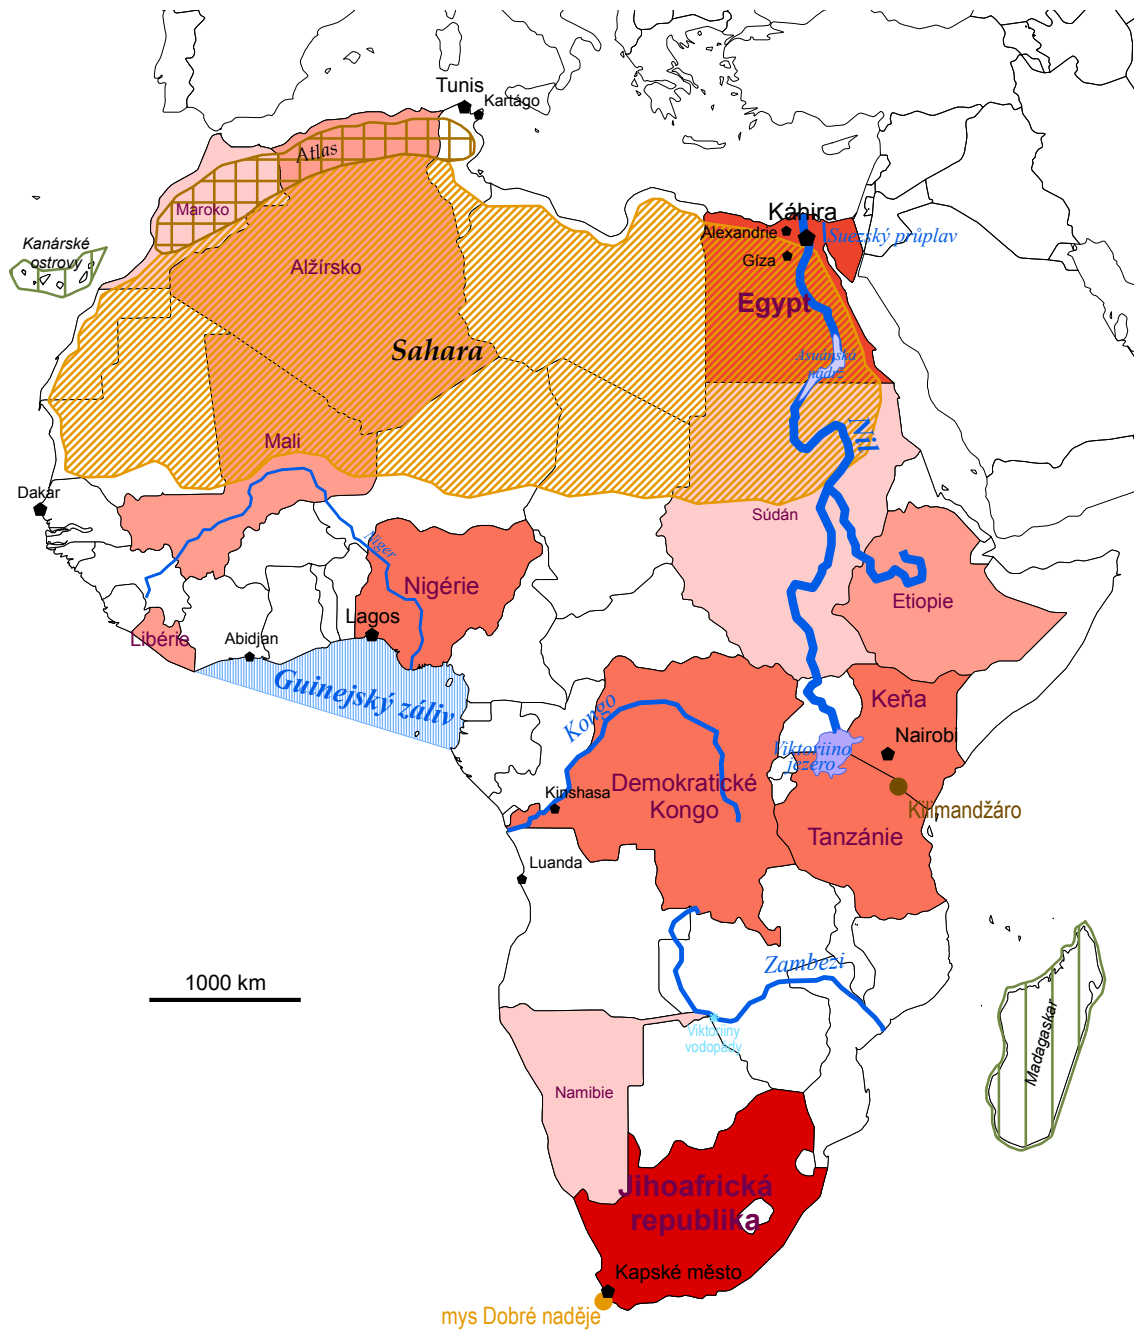 Tunis
Kartágo
Atlas
Maroko
Káhira
Alexandrie
Suezský průplav
Kanárské
ostrovy
Gíza
Alžírsko
Egypt
Sahara
Asuánská
nádrž
Nil
Mali
Dakar
Súdán
Niger
Nigérie
Etiopie
Lagos
Libérie
Abidjan
Guinejský záliv
Keňa
Kongo
Nairobi
Viktoriino
jezero
Demokratické
Kongo
Kinshasa
Kilimandžáro
Tanzánie
Luanda
Zambezi
1000 km
Viktoriiny
vodopády
Madagaskar
Namibie
Jihoafrická
republika
Kapské město
mys Dobré naděje